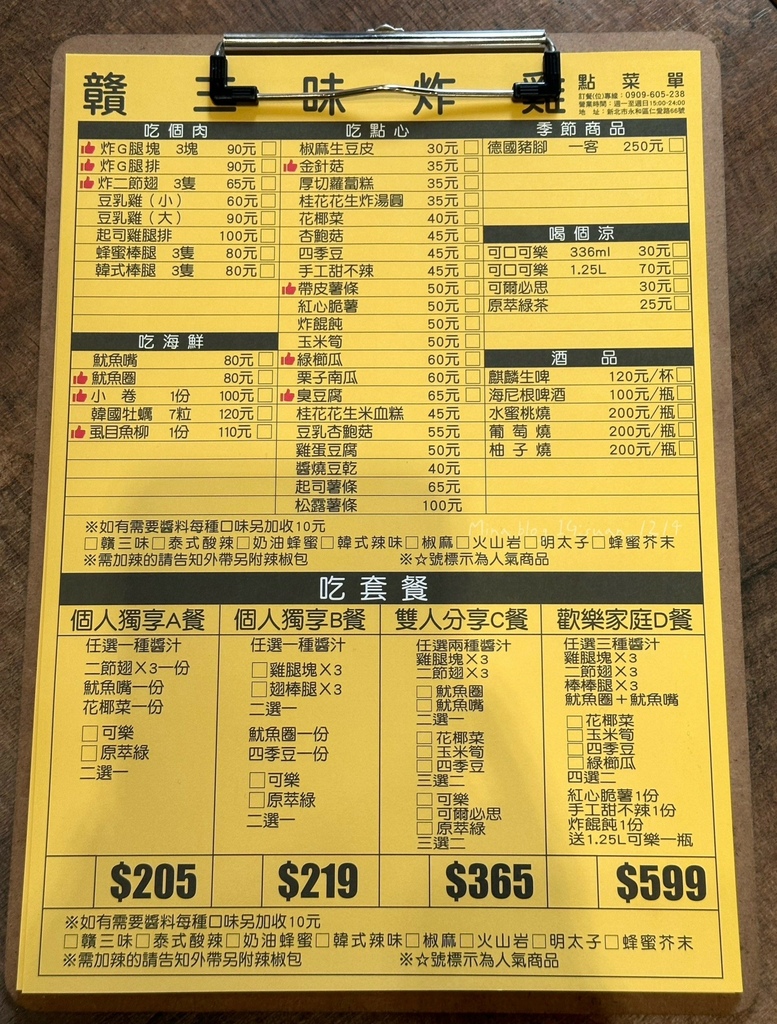 贛三味炸雞 點菜單
訂餐(位)專線：0909-605-238
營業時間：週一至週日15:00-24:00
地　址：新北市永和區仁愛路66號
吃個肉
炸G腿塊 3塊 90元□
炸G腿排 90元□
炸二節翅 3隻 65元□
豆乳雞（小） 60元□
豆乳雞（大） 90元□
起司雞腿排 100元□
蜂蜜棒腿 3隻 80元□
韓式棒腿 3隻 80元□
吃海鮮
魷魚嘴 80元□
魷魚圈 80元□
小　卷 1份 100元□
韓國牡蠣 7粒 120元□
虱目魚柳 1份 110元□
吃點心
椒麻生豆皮 30元□
金針菇 35元□
厚切蘿蔔糕 35元□
桂花花生炸湯圓 35元□
花椰菜 40元□
杏鮑菇 45元□
四季豆 45元□
手工甜不辣 45元□
帶皮薯條 50元□
紅心脆薯 50元□
炸餛飩 50元□
玉米筍 50元□
綠櫛瓜 60元□
栗子南瓜 60元□
臭豆腐 65元□
桂花花生米血糕 45元
豆乳杏鮑菇 55元
雞蛋豆腐 50元
醬燒豆乾 40元
起司薯條 65元
松露薯條 100元
季節商品
德國豬腳 一客 250元□
喝個涼
可口可樂 336ml 30元□
可口可樂 1.25L 70元□
可爾必思 30元□
原萃綠茶 25元□
酒品
麒麟生啤 120元/杯□
海尼根啤酒 100元/瓶□
水蜜桃燒 200元/瓶□
葡萄燒 200元/瓶□
柚子燒 200元/瓶□
※如有需要醬料每種口味另加收10元
□贛三味□泰式酸辣□奶油蜂蜜□韓式辣味□椒麻□火山岩□明太子□蜂蜜芥末
※需加辣的請告知外帶另附辣椒包 ※☆號標示為人氣商品
吃套餐
個人獨享A餐
任選一種醬汁
二節翅×3一份
魷魚嘴一份
花椰菜一份
□可樂
□原萃綠
二選一
$205
個人獨享B餐
任選一種醬汁
□雞腿塊×3
□翅棒腿×3
二選一
魷魚圈一份
四季豆一份
□可樂
□原萃綠
二選一
$219
雙人分享C餐
任選兩種醬汁
雞腿塊×3
二節翅×3
□魷魚圈
□魷魚嘴
二選一
□花椰菜
□玉米筍
□四季豆
三選二
□可樂
□可爾必思
□原萃綠
三選二
$365
歡樂家庭D餐
任選三種醬汁
雞腿塊×3
二節翅×3
棒棒腿×3
魷魚圈＋魷魚嘴
□花椰菜
□玉米筍
□四季豆
□綠櫛瓜
四選二
紅心脆薯1份
手工甜不辣1份
炸餛飩1份
送1.25L可樂一瓶
$599
※如有需要醬料每種口味另加收10元
□贛三味□泰式酸辣□奶油蜂蜜□韓式辣味□椒麻□火山岩□明太子□蜂蜜芥末
※需加辣的請告知外帶另附辣椒包 ※☆號標示為人氣商品